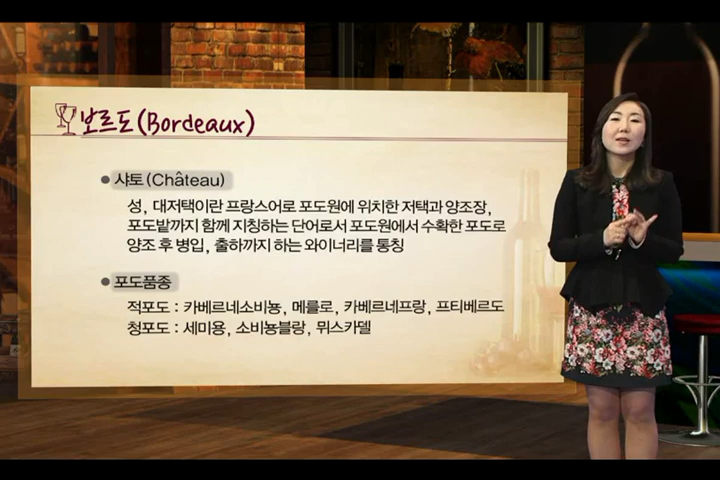 보르도(Bordeaux)
샤토(Château)
성, 대저택이란 프랑스어로 포도원에 위치한 저택과 양조장,
포도밭까지 함께 지칭하는 단어로서 포도원에서 수확한 포도로
양조 후 병입, 출하까지 하는 와이너리를 통칭
포도품종
적포도 : 카베르네소비뇽, 메를로, 카베르네프랑, 프티베르도
청포도 : 세미용, 소비뇽블랑, 뮈스카델